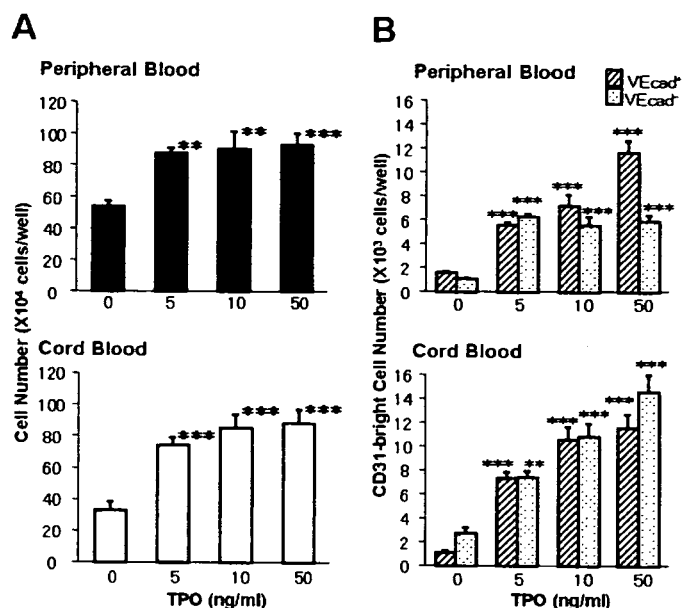 A
Peripheral Blood
120
100
80
60
40
20
0
** ** ***
0 5 10 50
Cord Blood
120
100
80
60
40
20
0
*** *** ***
0 5 10 50
TPO (ng/ml)
Cell Number (X10⁴ cells/well)
B
Peripheral Blood
VEcad⁺
VEcad⁻
16
14
12
10
8
6
4
2
0
*** *** *** *** *** ***
0 5 10 50
Cord Blood
16
14
12
10
8
6
4
2
0
*** ** *** *** *** ***
0 5 10 50
TPO (ng/ml)
CD31-bright Cell Number (X10³ cells/well)